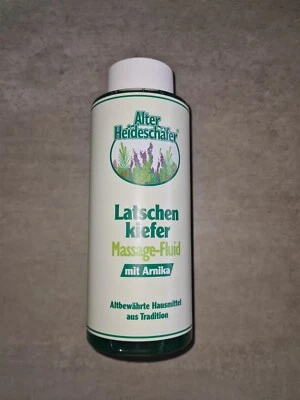 Alter
Heideschäfer®
Latschen
kiefer
Massage-Fluid
mit Arnika
Altbewährte Hausmittel
aus Tradition